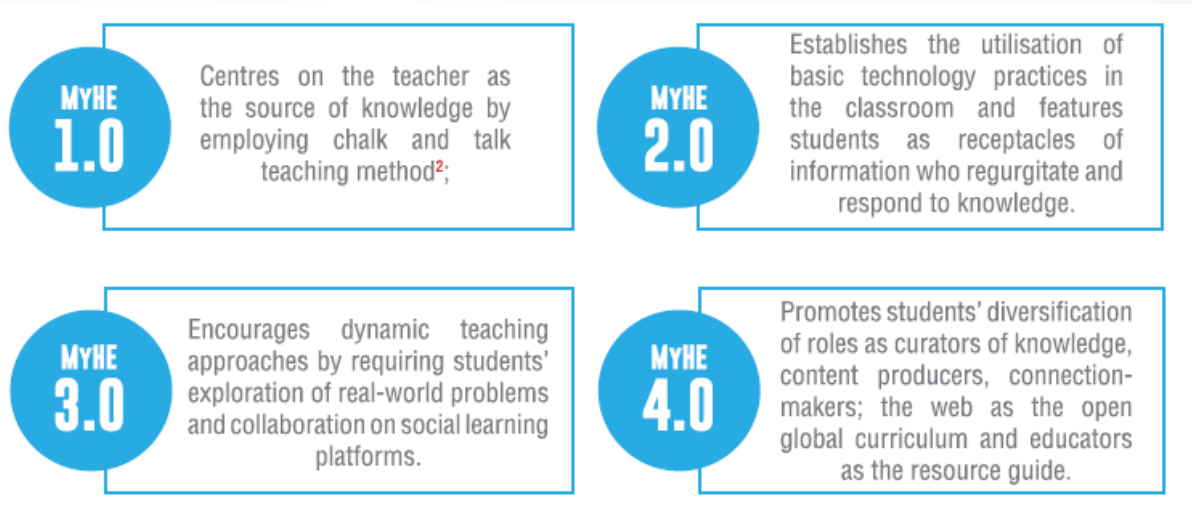 MyHE
1.0
Centres on the teacher as
the source of knowledge by
employing chalk and talk
teaching method²;
MyHE
2.0
Establishes the utilisation of
basic technology practices in
the classroom and features
students as receptacles of
information who regurgitate and
respond to knowledge.
MyHE
3.0
Encourages dynamic teaching
approaches by requiring students'
exploration of real-world problems
and collaboration on social learning
platforms.
MyHE
4.0
Promotes students' diversification
of roles as curators of knowledge,
content producers, connection-
makers; the web as the open
global curriculum and educators
as the resource guide.